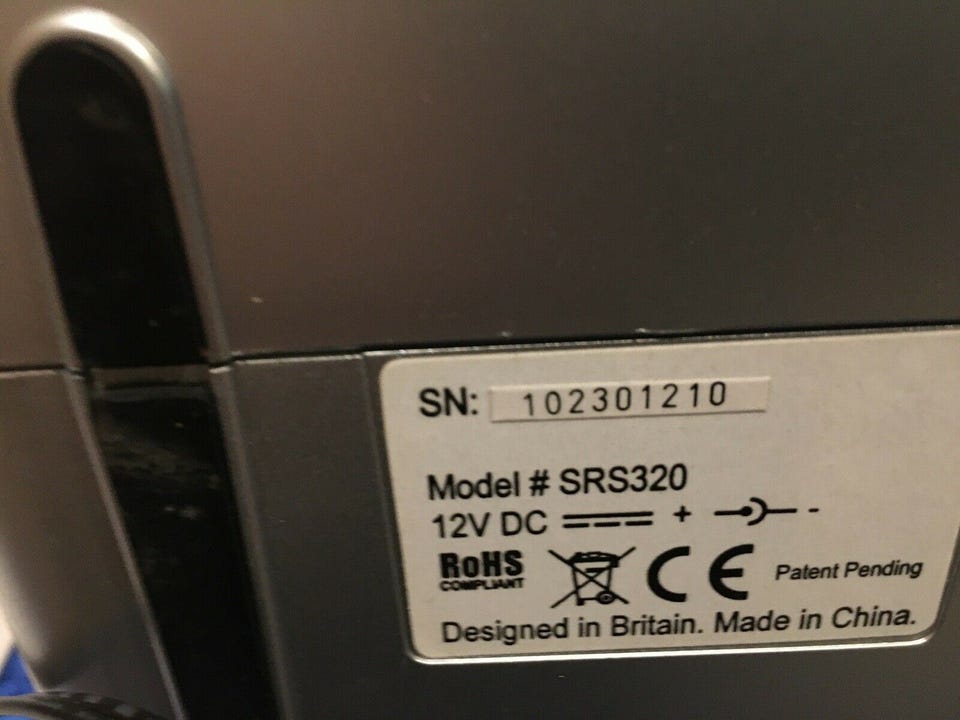 SN: 102301210
Model # SRS320
12V DC + -
RoHS
COMPLIANT
CE Patent Pending
Designed in Britain. Made in China.